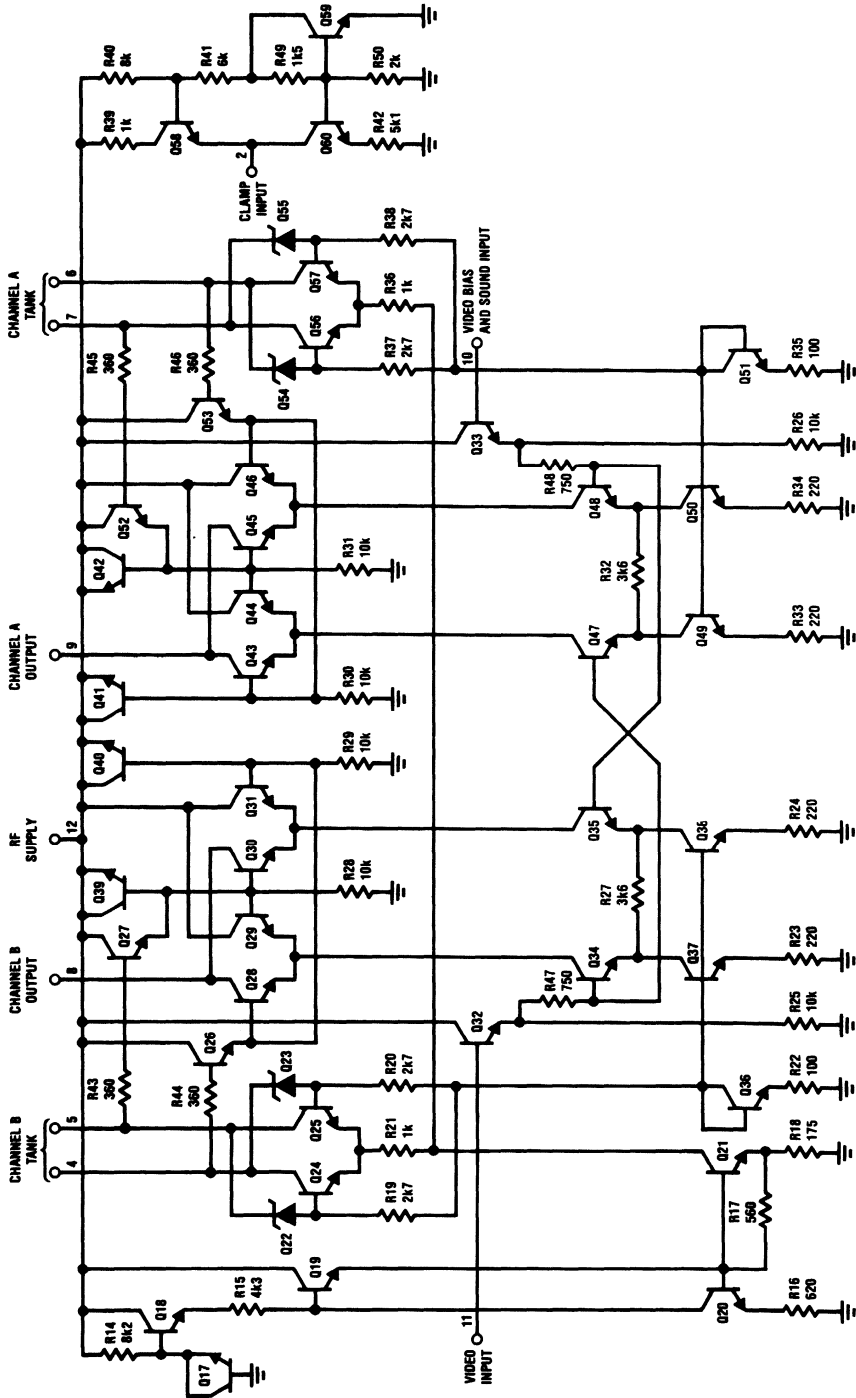 CHANNEL B
TANK
CHANNEL B
OUTPUT
RF
SUPPLY
CHANNEL A
OUTPUT
CHANNEL A
TANK
4
5
8
12
9
7
6
R14
8k2
Q18
Q17
R15
4k3
Q19
R43
360
R44
360
Q27
Q26
Q39
Q40
Q41
Q42
Q52
Q53
R45
360
R46
360
R39
1k
R40
8k
Q58
R41
6k
2
CLAMP
INPUT
R49
1k5
Q59
Q60
R42
5k1
R50
2k
Q22
Q23
Q24
Q25
R19
2k7
R21
1k
R20
2k7
Q28
Q29
Q30
Q31
R28
10k
R29
10k
Q43
Q44
Q45
Q46
R30
10k
R31
10k
Q54
Q55
Q56
Q57
R37
2k7
R36
1k
R38
2k7
11
VIDEO
INPUT
Q32
Q33
10
VIDEO BIAS
AND SOUND INPUT
R47
750
R48
750
Q34
Q35
Q47
Q48
R27
3k6
R32
3k6
Q20
Q21
R17
560
Q36
Q37
Q38
Q49
Q50
Q51
R16
620
R18
175
R22
100
R25
10k
R23
220
R24
220
R33
220
R34
220
R26
10k
R35
100